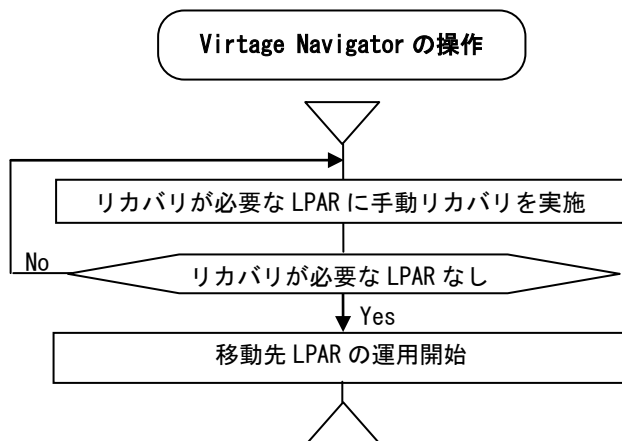 Virtage Navigator の操作
リカバリが必要な LPAR に手動リカバリを実施
No
リカバリが必要な LPAR なし
Yes
移動先 LPAR の運用開始